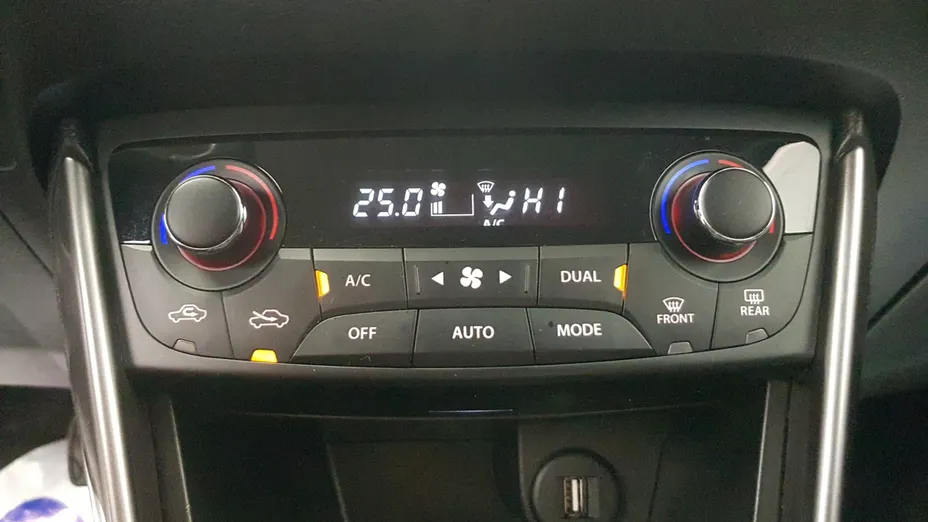 25.0 HI
A/C
A/C
DUAL
OFF
AUTO
MODE
FRONT
REAR